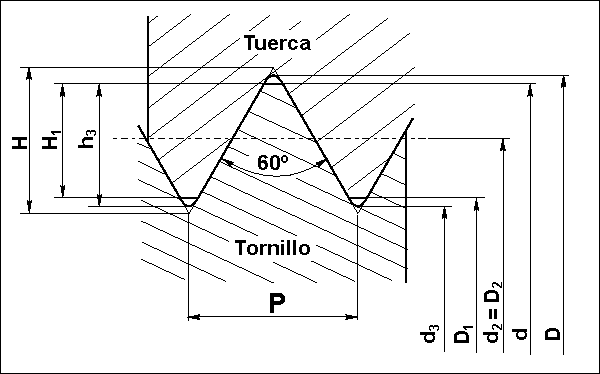 Tuerca
H
H₁
h₃
60º
Tornillo
P
d₃
D₁
d₂ = D₂
d
D